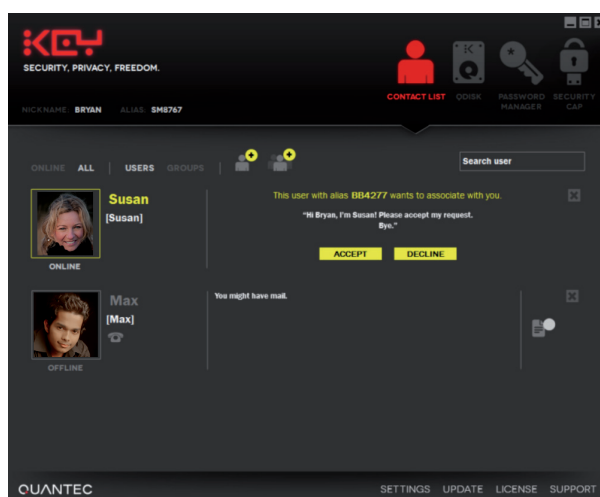 KEY
SECURITY, PRIVACY, FREEDOM.
CONTACT LIST QDISK PASSWORD MANAGER SECURITY CAP
NICKNAME: BRYAN ALIAS: SM8767
ONLINE ALL | USERS GROUPS | Search user
Susan
[Susan]
ONLINE
This user with alias BB4277 wants to associate with you.
"Hi Bryan, I'm Susan! Please accept my request.
Bye."
ACCEPT DECLINE
Max
[Max]
OFFLINE
You might have mail.
QUANTEC SETTINGS UPDATE LICENSE SUPPORT